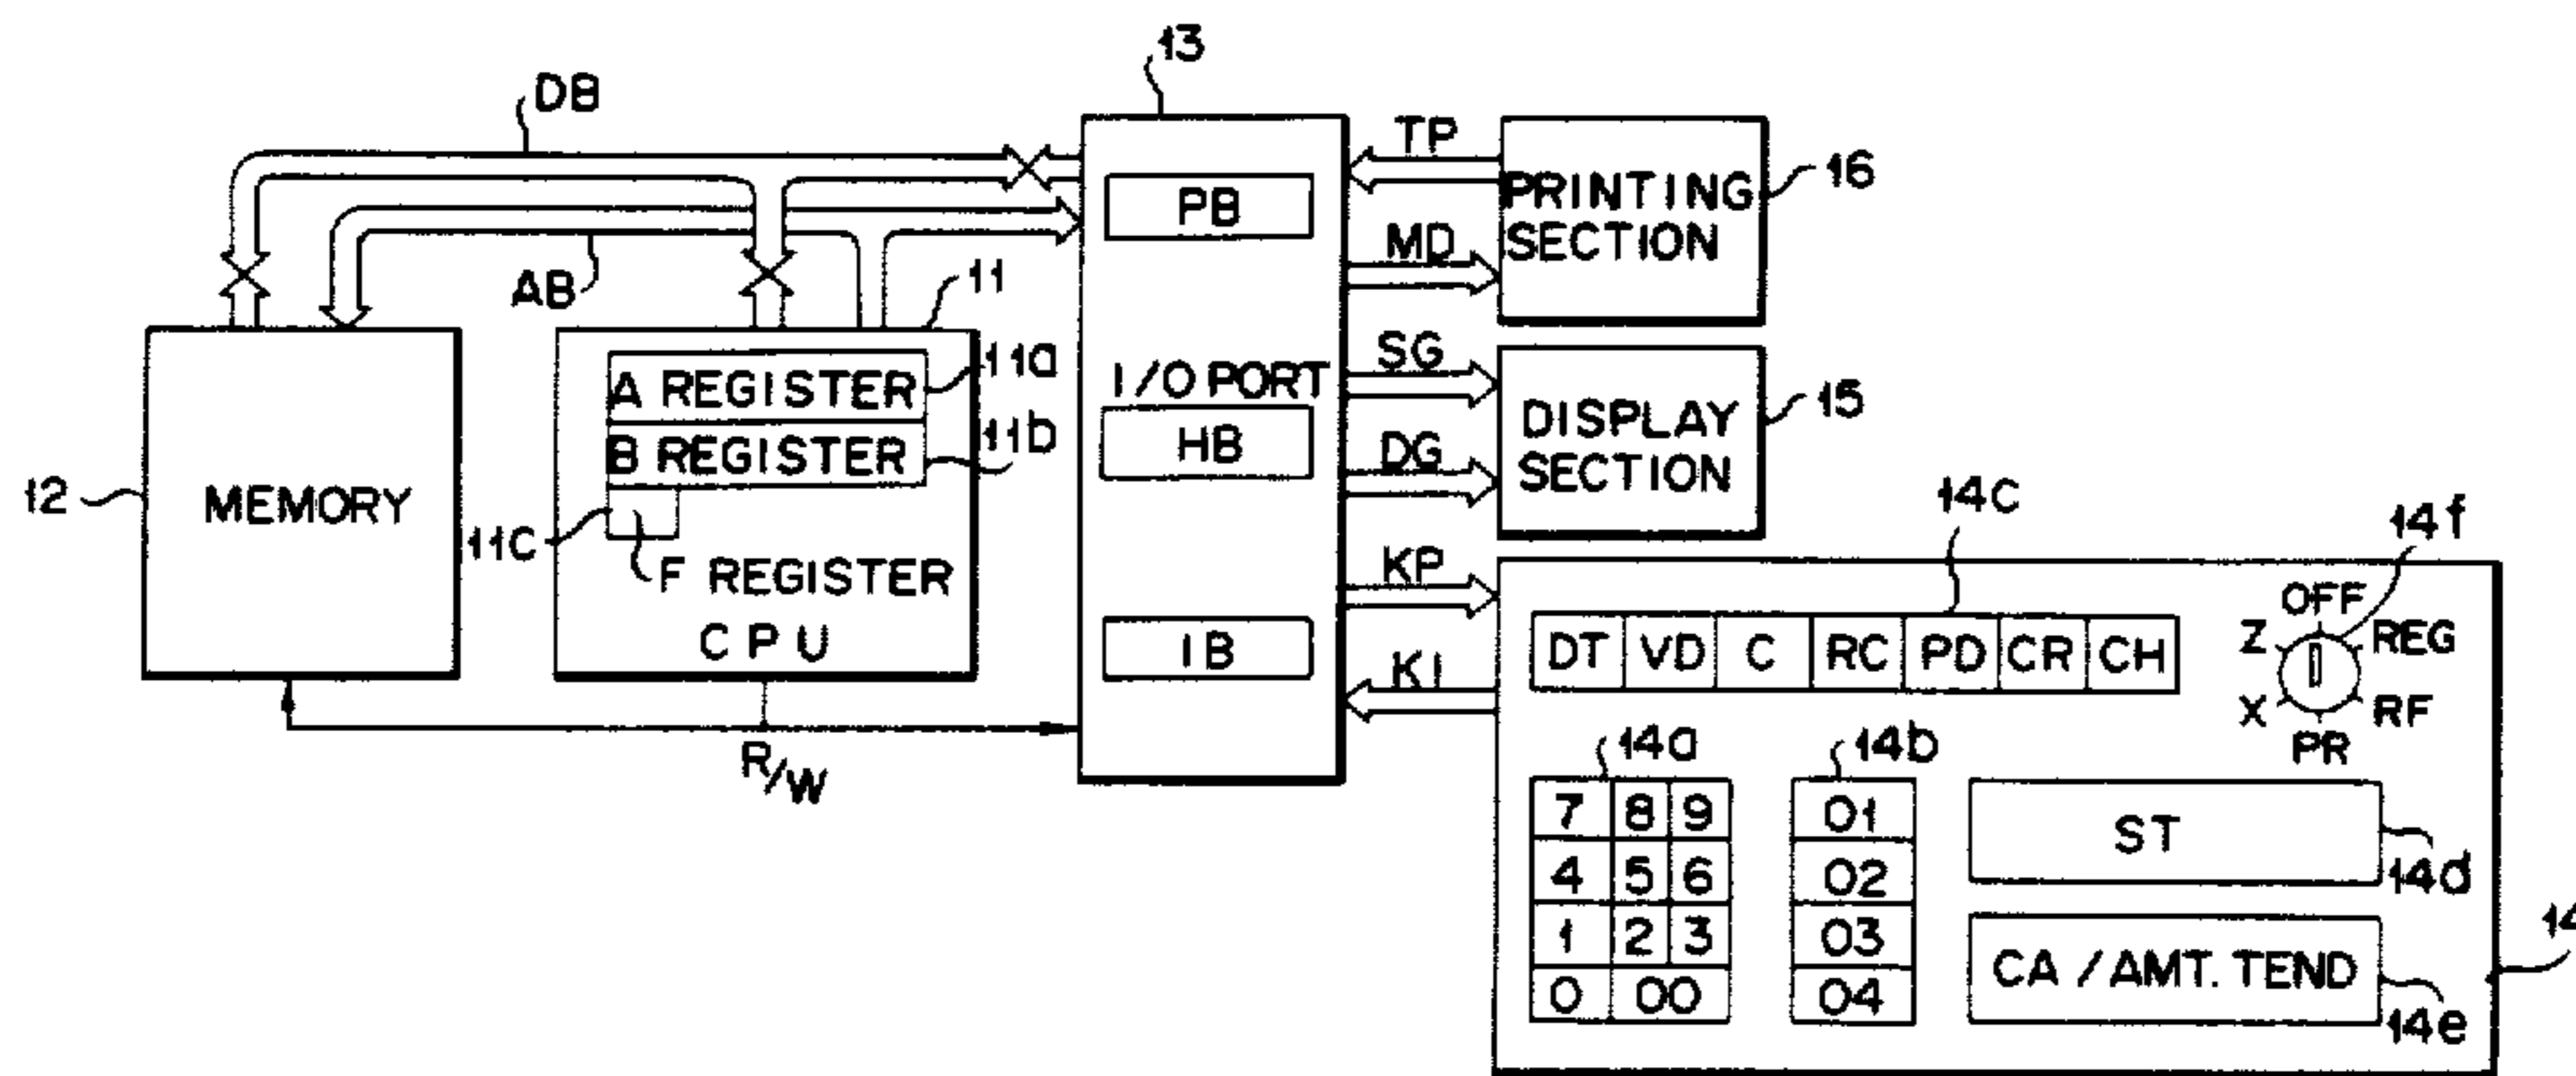 13
DB
TP
PRINTING
SECTION
16
PB
MD
AB
11
A REGISTER
11a
SG
I/O PORT
DISPLAY
SECTION
15
B REGISTER
11b
HB
DG
12
MEMORY
14c
14f
11c
F REGISTER
KP
OFF
CPU
IB
DT VD C RC PD CR CH
Z
REG
KI
X
RF
PR
R/W
14a
14b
7 8 9
01
ST
14d
4 5 6
02
1 2 3
03
CA / AMT. TEND
14e
0 00
04
14